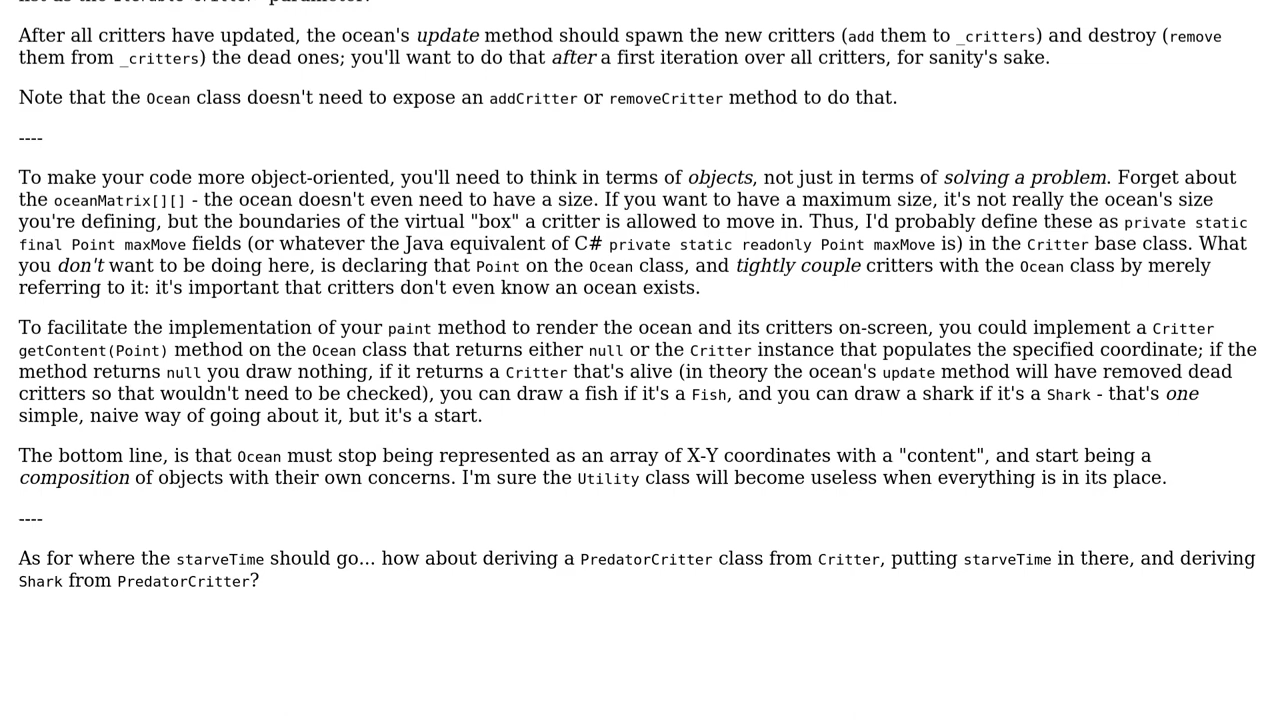 After all critters have updated, the ocean's update method should spawn the new critters (add them to _critters) and destroy (remove
them from _critters) the dead ones; you'll want to do that after a first iteration over all critters, for sanity's sake.
Note that the Ocean class doesn't need to expose an addCritter or removeCritter method to do that.
----
To make your code more object-oriented, you'll need to think in terms of objects, not just in terms of solving a problem. Forget about
the oceanMatrix[][] - the ocean doesn't even need to have a size. If you want to have a maximum size, it's not really the ocean's size
you're defining, but the boundaries of the virtual "box" a critter is allowed to move in. Thus, I'd probably define these as private static
final Point maxMove fields (or whatever the Java equivalent of C# private static readonly Point maxMove is) in the Critter base class. What
you don't want to be doing here, is declaring that Point on the Ocean class, and tightly couple critters with the Ocean class by merely
referring to it: it's important that critters don't even know an ocean exists.
To facilitate the implementation of your paint method to render the ocean and its critters on-screen, you could implement a Critter
getContent(Point) method on the Ocean class that returns either null or the Critter instance that populates the specified coordinate; if the
method returns null you draw nothing, if it returns a Critter that's alive (in theory the ocean's update method will have removed dead
critters so that wouldn't need to be checked), you can draw a fish if it's a Fish, and you can draw a shark if it's a Shark - that's one
simple, naive way of going about it, but it's a start.
The bottom line, is that Ocean must stop being represented as an array of X-Y coordinates with a "content", and start being a
composition of objects with their own concerns. I'm sure the Utility class will become useless when everything is in its place.
----
As for where the starveTime should go... how about deriving a PredatorCritter class from Critter, putting starveTime in there, and deriving
Shark from PredatorCritter?